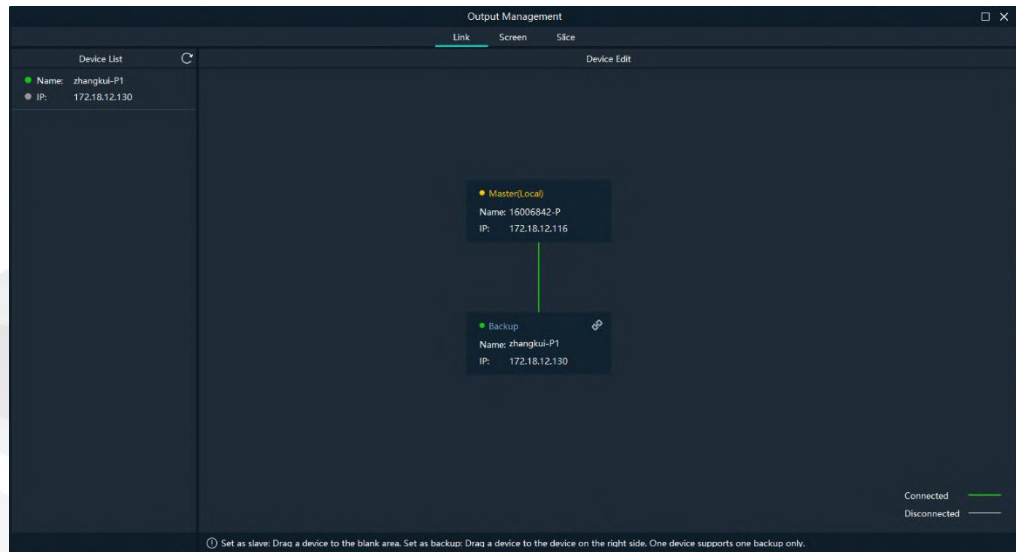 Output Management
Link Screen Slice
Device List
Device Edit
Name: zhangkui-P1
IP: 172.18.12.130
Master(Local)
Name: 16006842-P
IP: 172.18.12.116
Backup
Name: zhangkui-P1
IP: 172.18.12.130
Connected
Disconnected
Set as slave: Drag a device to the blank area. Set as backup: Drag a device to the device on the right side. One device supports one backup only.